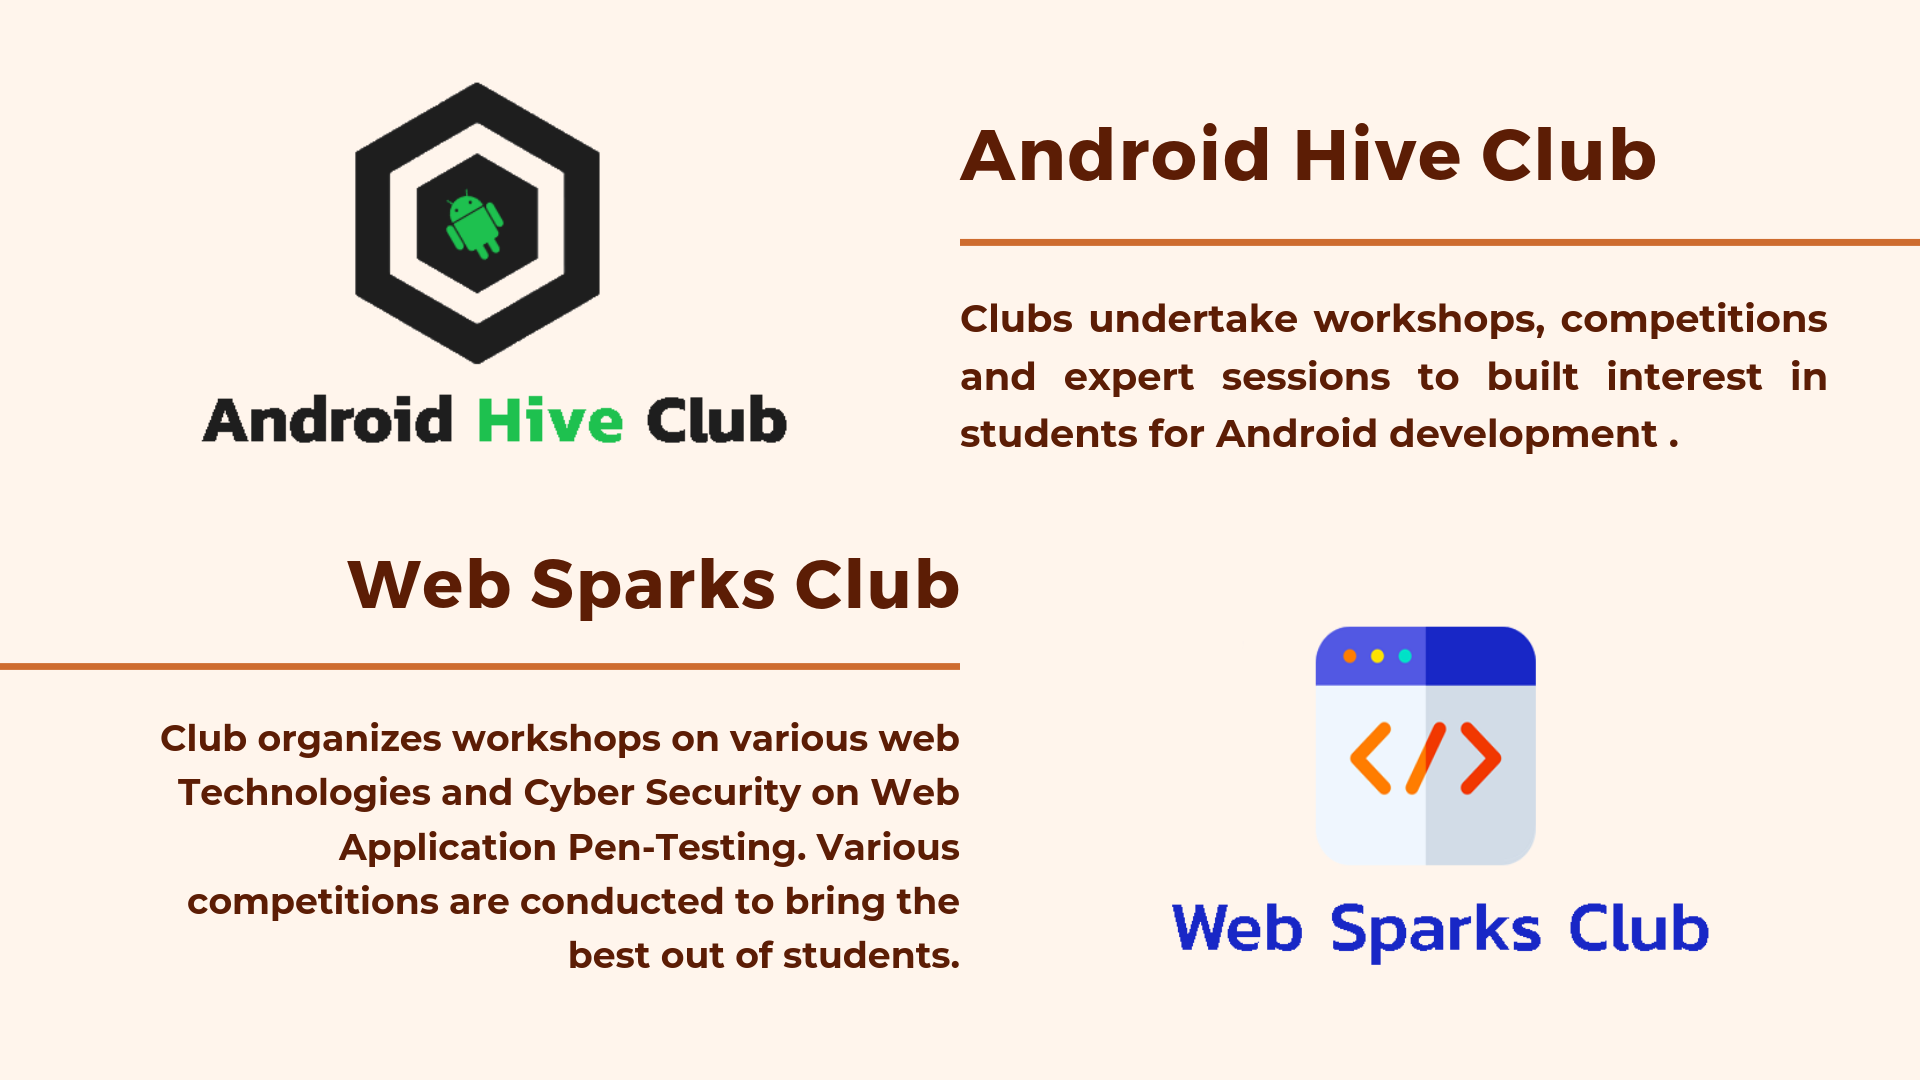 Android Hive Club
Android Hive Club
Clubs undertake workshops, competitions
and expert sessions to built interest in
students for Android development .
Web Sparks Club
Club organizes workshops on various web
Technologies and Cyber Security on Web
Application Pen-Testing. Various
competitions are conducted to bring the
best out of students.
</>
Web Sparks Club